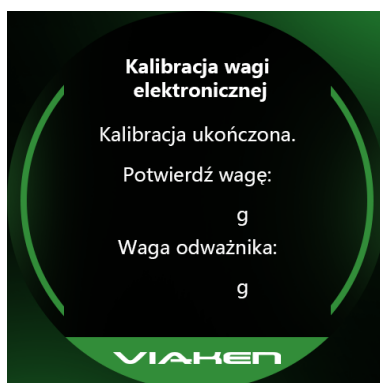 Kalibracja wagi
elektronicznej
Kalibracja ukończona.
Potwierdź wagę:
g
Waga odważnika:
g
VIAKEN